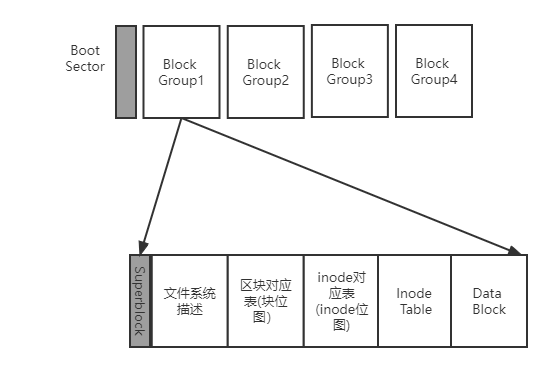 Boot
Sector
Block
Group1
Block
Group2
Block
Group3
Block
Group4
Superblock
文件系统
描述
区块对应
表(块位
图)
inode对
应表
(inode位
图)
Inode
Table
Data
Block